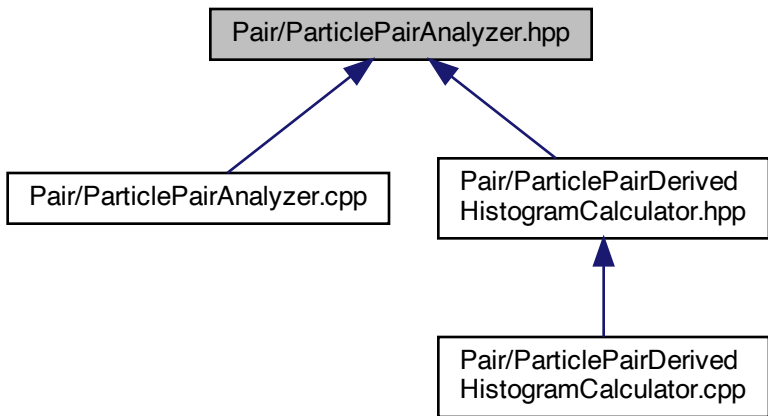 Pair/ParticlePairAnalyzer.hpp
Pair/ParticlePairAnalyzer.cpp
Pair/ParticlePairDerived
HistogramCalculator.hpp
Pair/ParticlePairDerived
HistogramCalculator.cpp